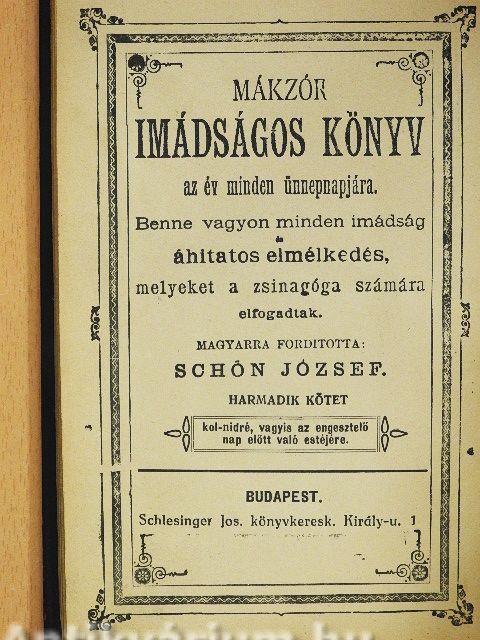 MÁKZÓR
IMÁDSÁGOS KÖNYV
az év minden ünnepnapjára.
Benne vagyon minden imádság
és
áhitatos elmélkedés,
melyeket a zsinagóga számára
elfogadtak.
MAGYARRA FORDITOTTA:
SCHÖN JÓZSEF.
HARMADIK KÖTET
kol-nidré, vagyis az engesztelő
nap előtt való estéjére.
BUDAPEST.
Schlesinger Jos. könyvkeresk. Király-u. 1